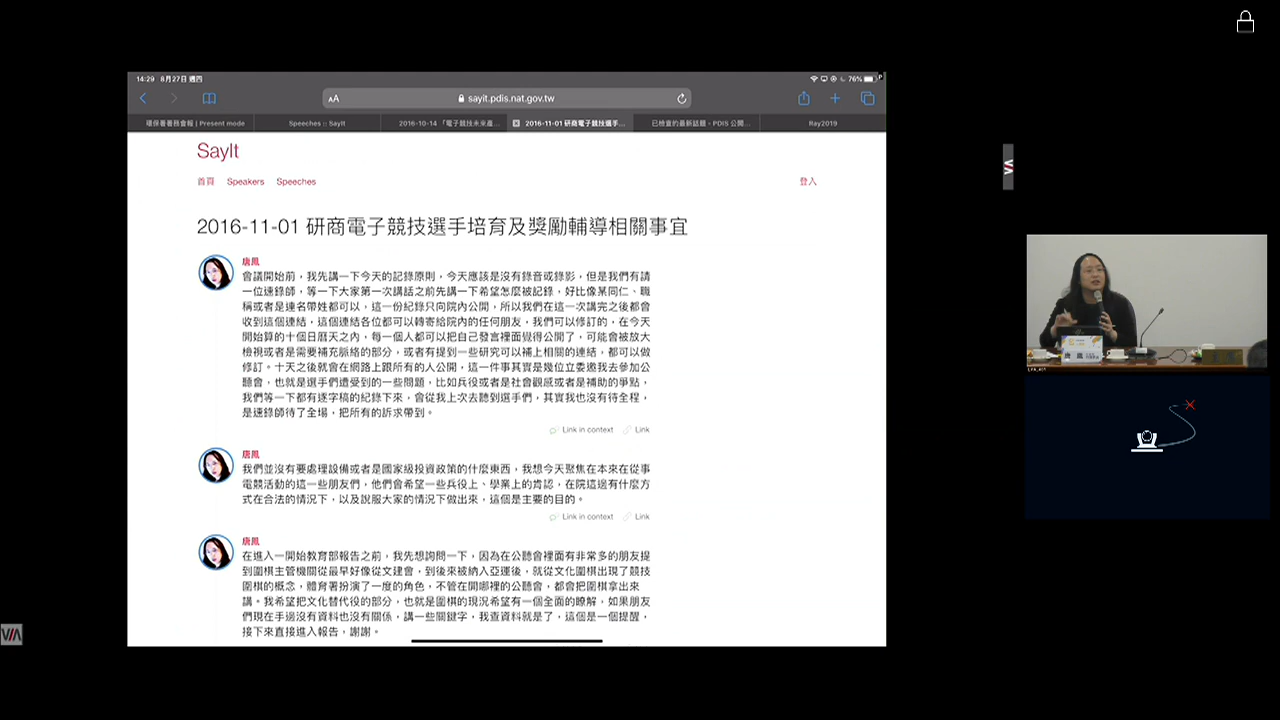 14:29 8月27日 週四
76%
AA
sayit.pdis.nat.gov.tw
環保署署務會報 | Present mode
Speeches :: SayIt
2016-10-14 「電子競技未來產...
2016-11-01 研商電子競技選手...
已檢查的最新話題 - PDIS 公開...
Ray2019
SayIt
首頁 Speakers Speeches
登入
2016-11-01 研商電子競技選手培育及獎勵輔導相關事宜
唐鳳
會議開始前，我先講一下今天的記錄原則，今天應該是沒有錄音或錄影，但是我們有請
一位速錄師，等一下大家第一次講話之前先講一下希望怎麼被記錄，好比像某同仁、職
稱或者是連名帶姓都可以，這一份紀錄只向院內公開，所以我們在這一次講完之後都會
收到這個連結，這個連結各位都可以轉寄給院內的任何朋友，我們可以修訂的，在今天
開始算的十個日曆天之內，每一個人都可以把自己發言裡面覺得公開了，可能會被放大
檢視或者是需要補充脈絡的部分，或者有提到一些研究可以補上相關的連結，都可以做
修訂。十天之後就會在網路上跟所有的人公開，這一件事其實是幾位立委邀我去參加公
聽會，也就是選手們遭受到的一些問題，比如兵役或者是社會觀感或者是補助的爭點，
我們等一下都有逐字稿的紀錄下來，會從我上次去聽到選手們，其實我也沒有待全程，
是速錄師待了全場，把所有的訴求帶到。
Link in context Link
唐鳳
我們並沒有要處理設備或者是國家級投資政策的什麼東西，我想今天聚焦在本來在從事
電競活動的這一些朋友們，他們會希望一些兵役上、學業上的肯認，在院這邊有什麼方
式在合法的情況下，以及說服大家的情況下做出來，這個是主要的目的。
Link in context Link
唐鳳
在進入一開始教育部報告之前，我先想詢問一下，因為在公聽會裡面有非常多的朋友提
到圍棋主管機關從最早好像從文建會，到後來被納入亞運後，就從文化圍棋出現了競技
圍棋的概念，體育署扮演了一度的角色，不管在開哪裡的公聽會，都會把圍棋拿出來
講。我希望把文化替代役的部分，也就是圍棋的現況希望有一個全面的瞭解，如果朋友
們現在手邊沒有資料也沒有關係，講一些關鍵字，我查資料就是了，這個是一個提醒，
接下來直接進入報告，謝謝。
VIA
唐鳳